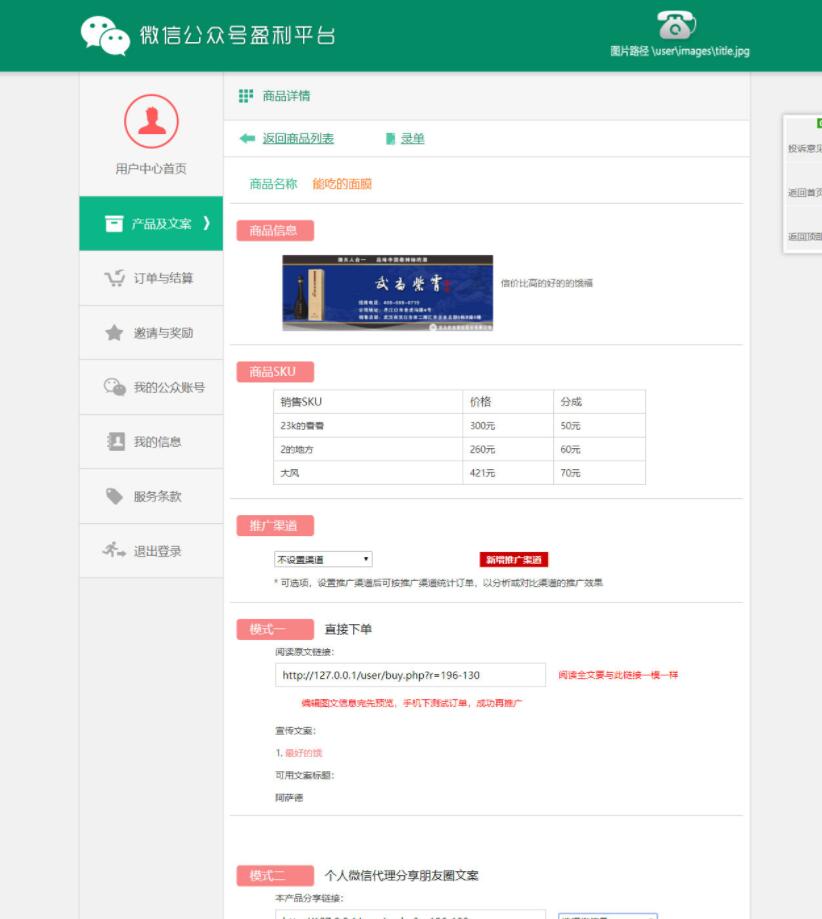 微信公众号盈利平台
图片路径 \user\images\title.jpg
用户中心首页
产品及文案
订单与结算
邀请与奖励
我的公众账号
我的信息
服务条款
退出登录
商品详情
返回商品列表 录单
商品名称 能吃的面膜
商品信息
武当紫霄
信价比高的好的的饿福
商品SKU
销售SKU 价格 分成
23k的看看 300元 50元
2的地方 260元 60元
大风 421元 70元
推广渠道
不设置渠道 新增推广渠道
* 可选项，设置推广渠道后可按推广渠道统计订单，以分析或对比渠道的推广效果
模式一 直接下单
阅读原文链接：
http://127.0.0.1/user/buy.php?r=196-130 阅读全文要与此链接一模一样
编辑图文信息完先预览，手机下测试订单，成功再推广
宣传文案：
1. 最好的饿
可用文案标题：
阿萨德
模式二 个人微信代理分享朋友圈文案
本产品分享链接：
投诉意见
返回首页
返回顶部